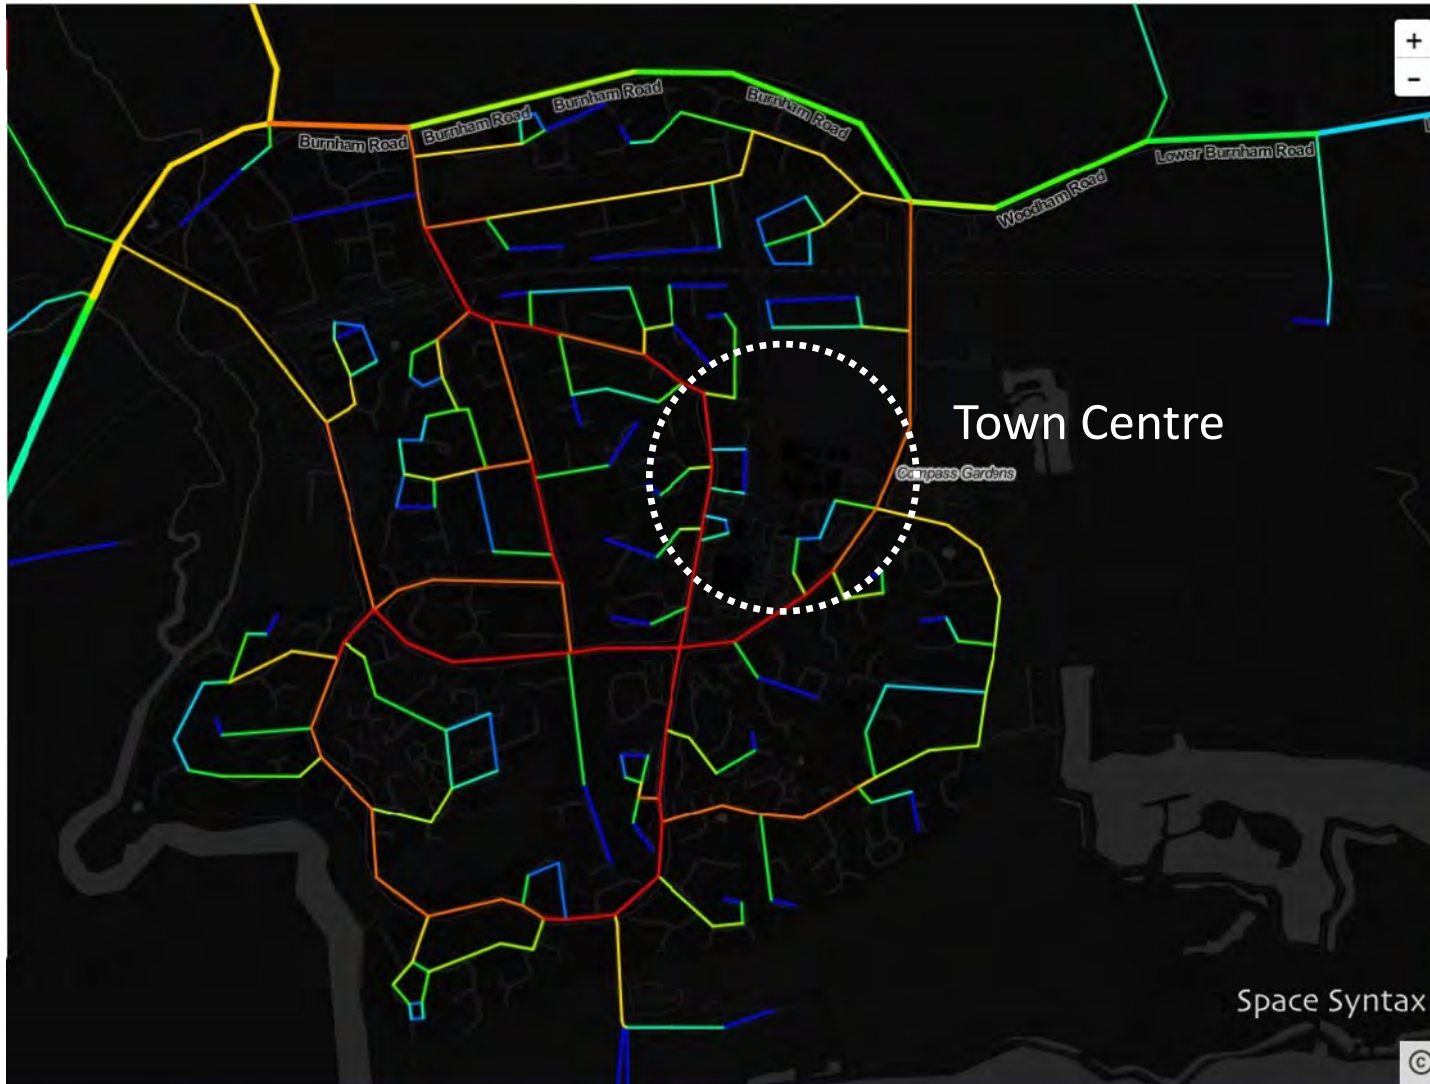 +
−
Burnham Road
Burnham Road
Burnham Road
Burnham Road
Lower Burnham Road
Woodham Road
Town Centre
Compass Gardens
Space Syntax
©